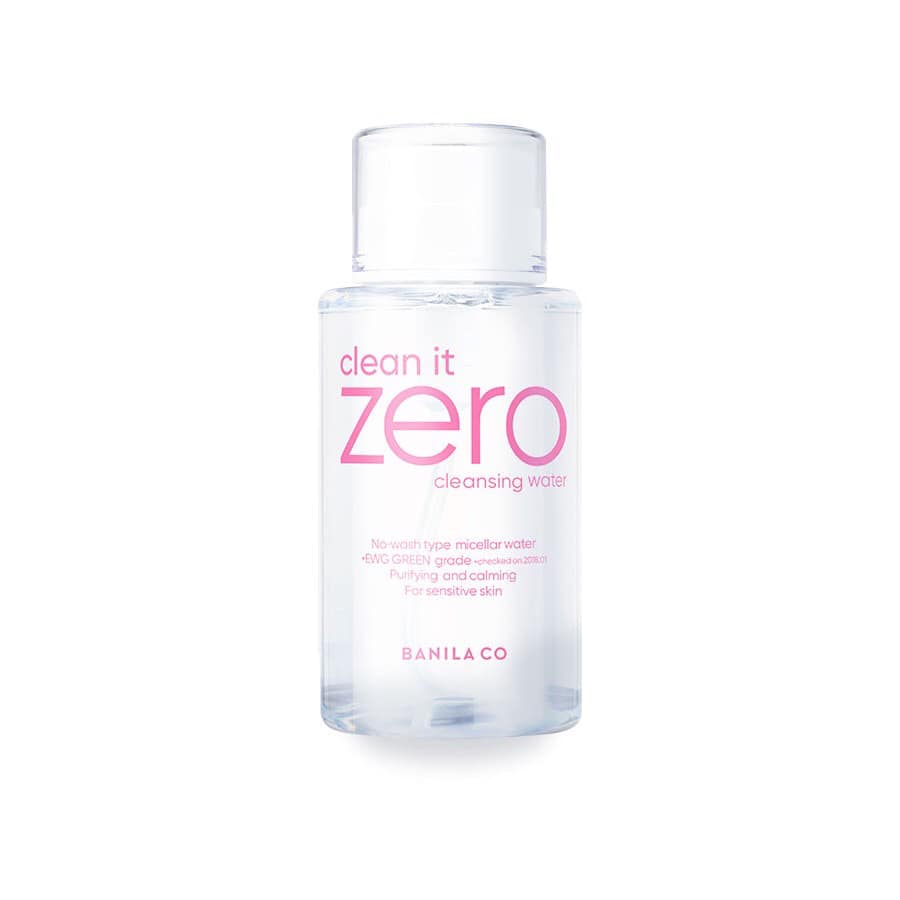 clean it
zero
cleansing water
No-wash type micellar water
•EWG GREEN grade •checked on 2018.01
Purifying and calming
For sensitive skin
BANILA CO